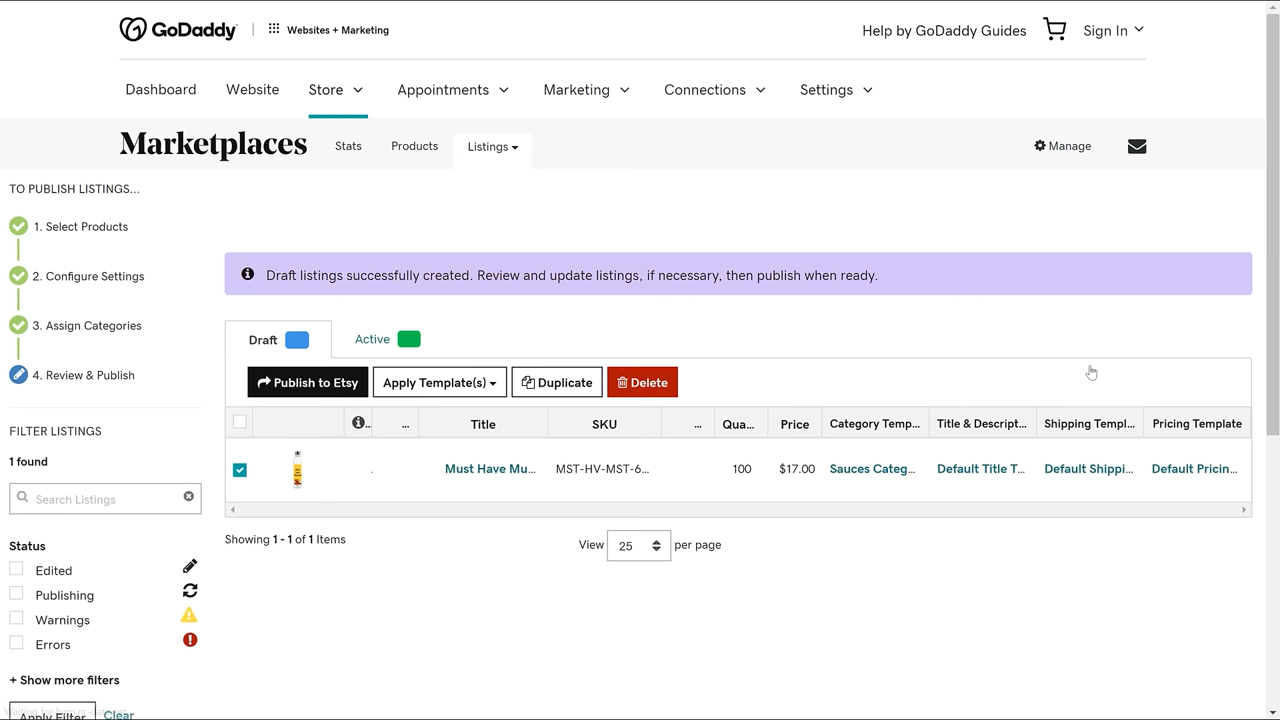 GoDaddy
Websites + Marketing
Help by GoDaddy Guides
Sign In
Dashboard
Website
Store
Appointments
Marketing
Connections
Settings
Marketplaces
Stats
Products
Listings
Manage
TO PUBLISH LISTINGS...
1. Select Products
2. Configure Settings
3. Assign Categories
4. Review & Publish
Draft listings successfully created. Review and update listings, if necessary, then publish when ready.
Draft
Active
Publish to Etsy
Apply Template(s)
Duplicate
Delete
... Title SKU ... Qua... Price Category Temp... Title & Descript... Shipping Templ... Pricing Template
Must Have Mu... MST-HV-MST-6... 100 $17.00 Sauces Categ... Default Title T... Default Shippi... Default Pricin...
Showing 1 - 1 of 1 Items
View 25 per page
FILTER LISTINGS
1 found
Search Listings
Status
Edited
Publishing
Warnings
Errors
+ Show more filters
Apply Filter
Clear